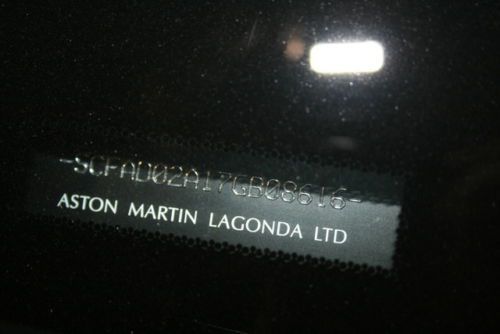 -SCFAD02A17GB08616-
ASTON MARTIN LAGONDA LTD